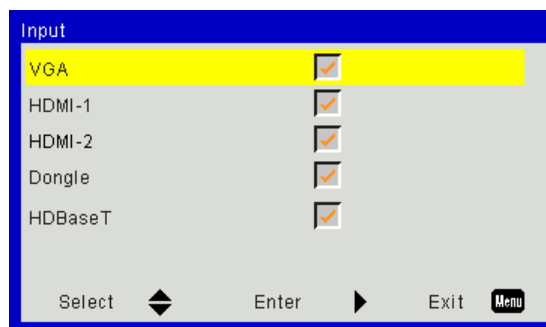 Input
VGA
HDMI-1
HDMI-2
Dongle
HDBaseT
Select Enter Exit Menu